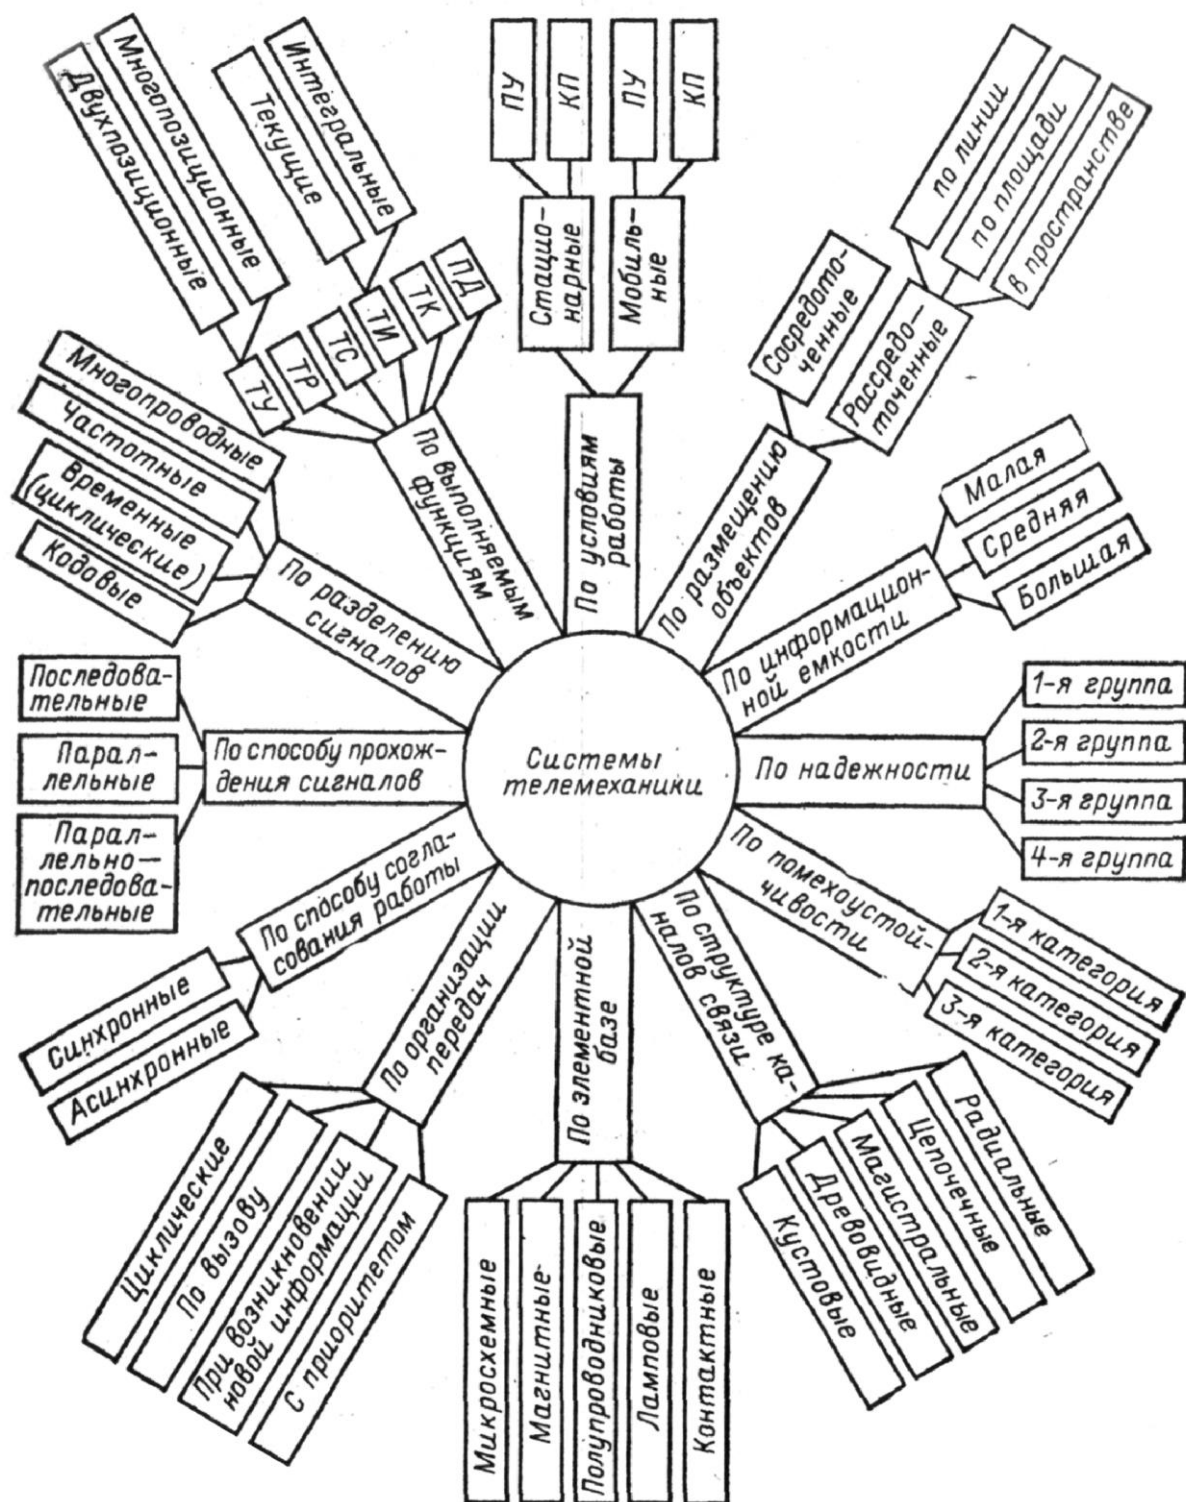 Системы
телемеханики
По условиям
работы
Стацио-
нарные
ПУ
КП
Мобиль-
ные
ПУ
КП
По размещению
объектов
Сосредото-
ченные
Рассредо-
точенные
по линии
по площади
в пространстве
По информацион-
ной емкости
Малая
Средняя
Большая
По надежности
1-я группа
2-я группа
3-я группа
4-я группа
По помехоустой-
чивости
1-я категория
2-я категория
3-я категория
По структуре ка-
налов связи
Радиальные
Цепочечные
Магистральные
Древовидные
Кустовые
По элементной
базе
Микросхемные
Магнитные
Полупроводниковые
Ламповые
Контактные
По организации
передач
Циклические
По вызову
При возникновении
новой информации
С приоритетом
По способу согла-
сования работы
Синхронные
Асинхронные
По способу прохож-
дения сигналов
Последова-
тельные
Парал-
лельные
Парал-
лельно-
последова-
тельные
По разделению
сигналов
Многопроводные
Частотные
Временные
(циклические)
Кодовые
По выполняемым
функциям
ТУ
ТР
ТС
ТИ
ТК
ПД
Двухпозиционные
Многопозиционные
Текущие
Интегральные